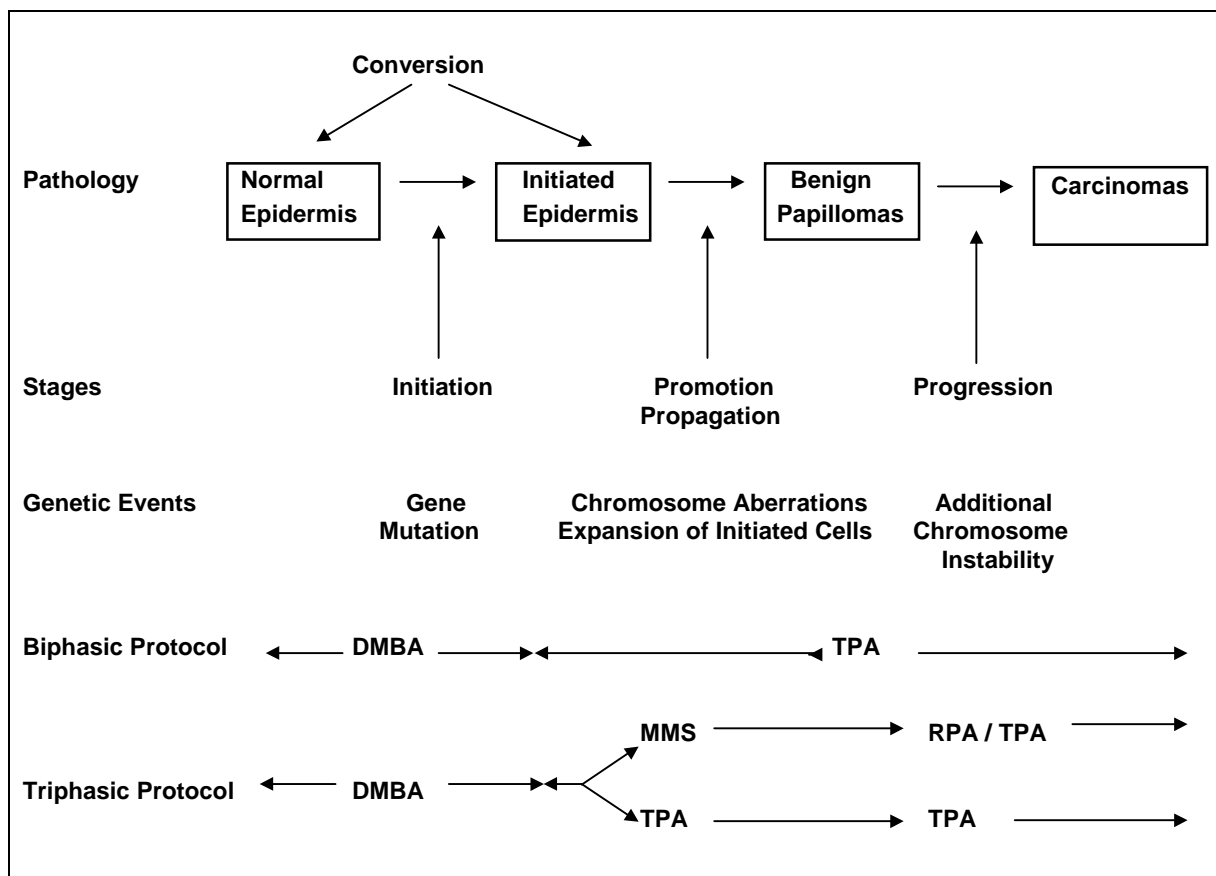 Conversion
Pathology
Normal
Epidermis
Initiated
Epidermis
Benign
Papillomas
Carcinomas
Stages
Initiation
Promotion
Propagation
Progression
Genetic Events
Gene
Mutation
Chromosome Aberrations
Expansion of Initiated Cells
Additional
Chromosome
Instability
Biphasic Protocol
DMBA
TPA
MMS
RPA / TPA
Triphasic Protocol
DMBA
TPA
TPA